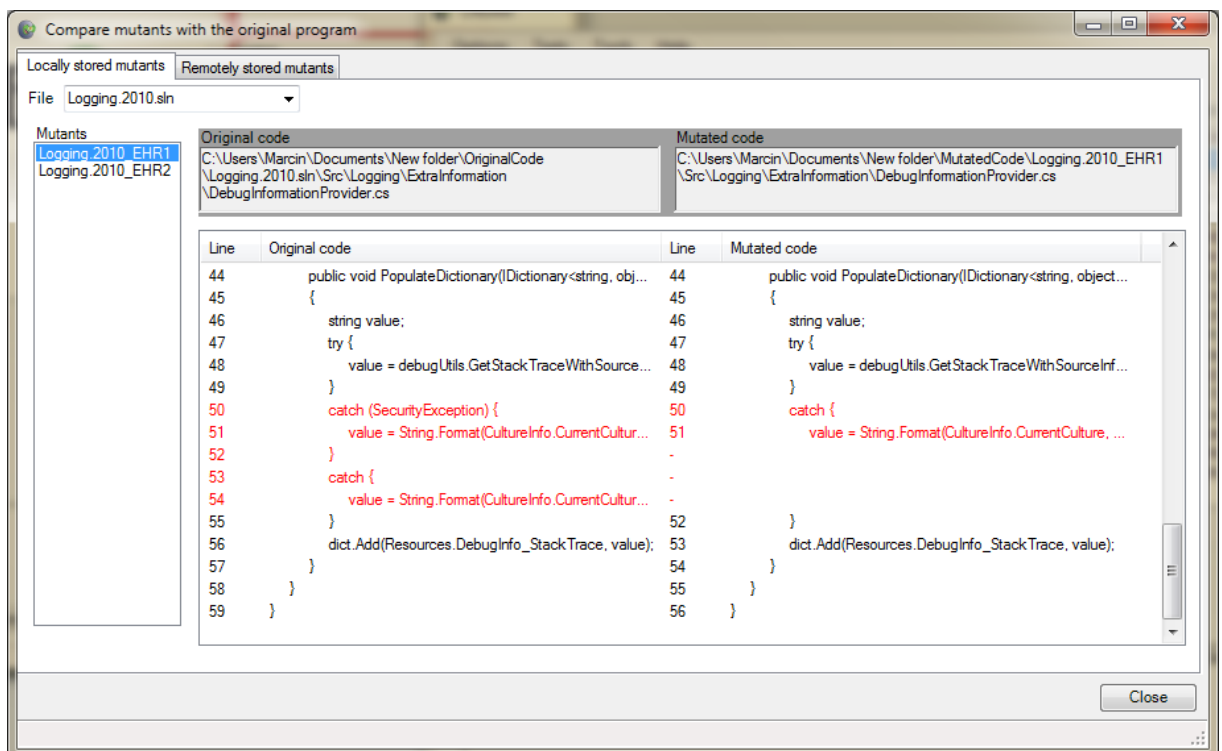 Compare mutants with the original program
Locally stored mutants Remotely stored mutants
File Logging.2010.sln
Mutants
Logging.2010_EHR1
Logging.2010_EHR2
Original code
C:\Users\Marcin\Documents\New folder\OriginalCode
\Logging.2010.sln\Src\Logging\ExtraInformation
\DebugInformationProvider.cs
Mutated code
C:\Users\Marcin\Documents\New folder\MutatedCode\Logging.2010_EHR1
\Src\Logging\ExtraInformation\DebugInformationProvider.cs
Line Original code Line Mutated code
44 public void PopulateDictionary(IDictionary<string, obj... 44 public void PopulateDictionary(IDictionary<string, object...
45 { 45 {
46 string value; 46 string value;
47 try { 47 try {
48 value = debugUtils.GetStackTraceWithSource... 48 value = debugUtils.GetStackTraceWithSourceInf...
49 } 49 }
50 catch (SecurityException) { 50 catch {
51 value = String.Format(CultureInfo.CurrentCultur... 51 value = String.Format(CultureInfo.CurrentCulture, ...
52 } -
53 catch { -
54 value = String.Format(CultureInfo.CurrentCultur... -
55 } 52 }
56 dict.Add(Resources.DebugInfo_StackTrace, value); 53 dict.Add(Resources.DebugInfo_StackTrace, value);
57 } 54 }
58 } 55 }
59 } 56 }
Close